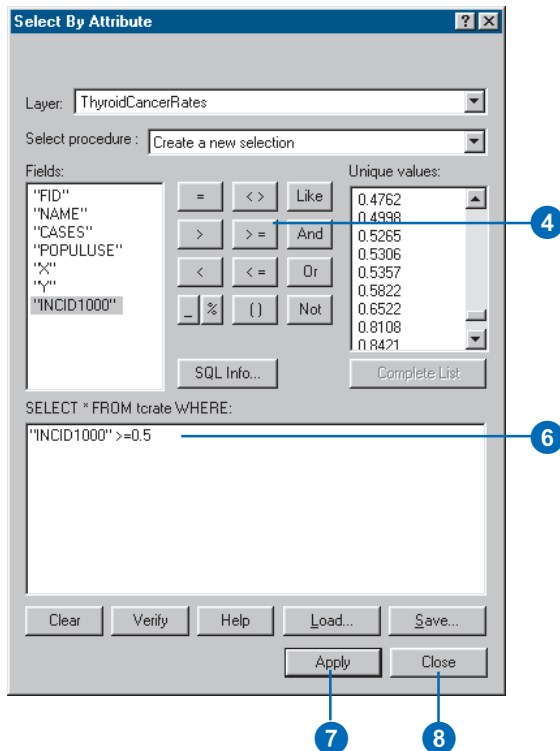 Select By Attribute ? X
Layer: ThyroidCancerRates
Select procedure : Create a new selection
Fields:
"FID"
"NAME"
"CASES"
"POPULUSE"
"X"
"Y"
"INCID1000"
= < > Like
> > = And
< < = Or
_ % ( ) Not
SQL Info...
Unique values:
0.4762
0.4998
0.5265
0.5306
0.5357
0.5822
0.6522
0.8108
0.8421
Complete List
4
SELECT * FROM tcrate WHERE:
"INCID1000" >=0.5
6
Clear Verify Help Load... Save...
Apply Close
7 8